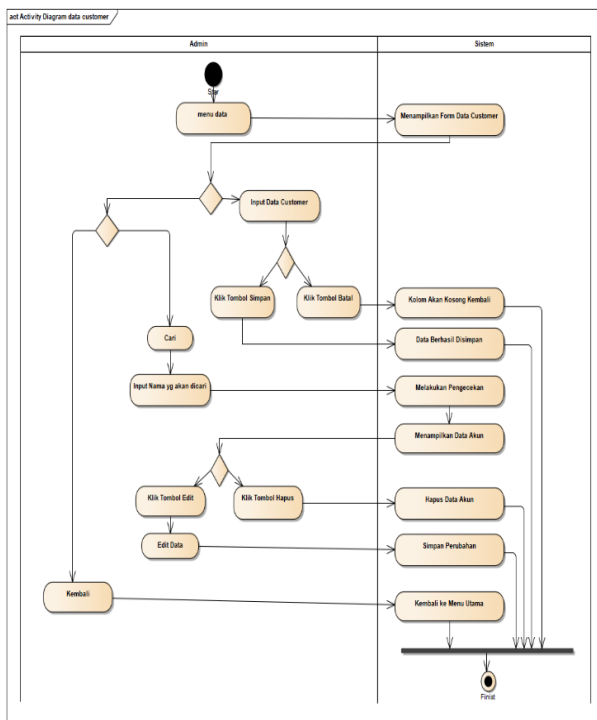 act Activity Diagram data customer
Admin
Sistem
Star
menu data
Menampilkan Form Data Customer
Input Data Customer
Klik Tombol Simpan
Klik Tombol Batal
Kolom Akan Kosong Kembali
Data Berhasil Disimpan
Cari
Input Nama yg akan dicari
Melakukan Pengecekan
Menampilkan Data Akun
Klik Tombol Edit
Klik Tombol Hapus
Hapus Data Akun
Edit Data
Simpan Perubahan
Kembali
Kembali ke Menu Utama